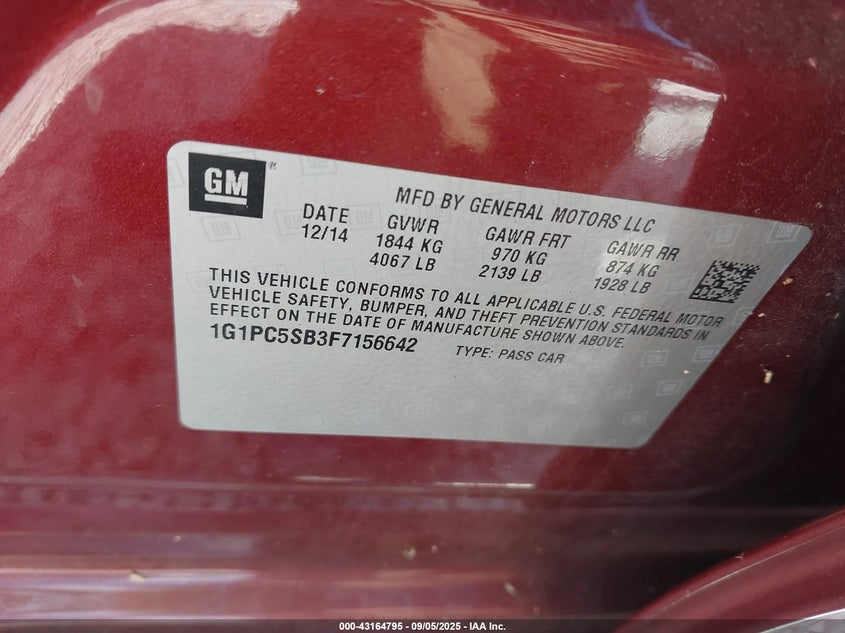 GM
MFD BY GENERAL MOTORS LLC
DATE GVWR GAWR FRT GAWR RR
12/14 1844 KG 970 KG 874 KG
4067 LB 2139 LB 1928 LB
THIS VEHICLE CONFORMS TO ALL APPLICABLE U.S. FEDERAL MOTOR
VEHICLE SAFETY, BUMPER, AND THEFT PREVENTION STANDARDS IN
EFFECT ON THE DATE OF MANUFACTURE SHOWN ABOVE.
1G1PC5SB3F7156642 TYPE: PASS CAR
000-43164795 - 09/05/2025 - IAA Inc.